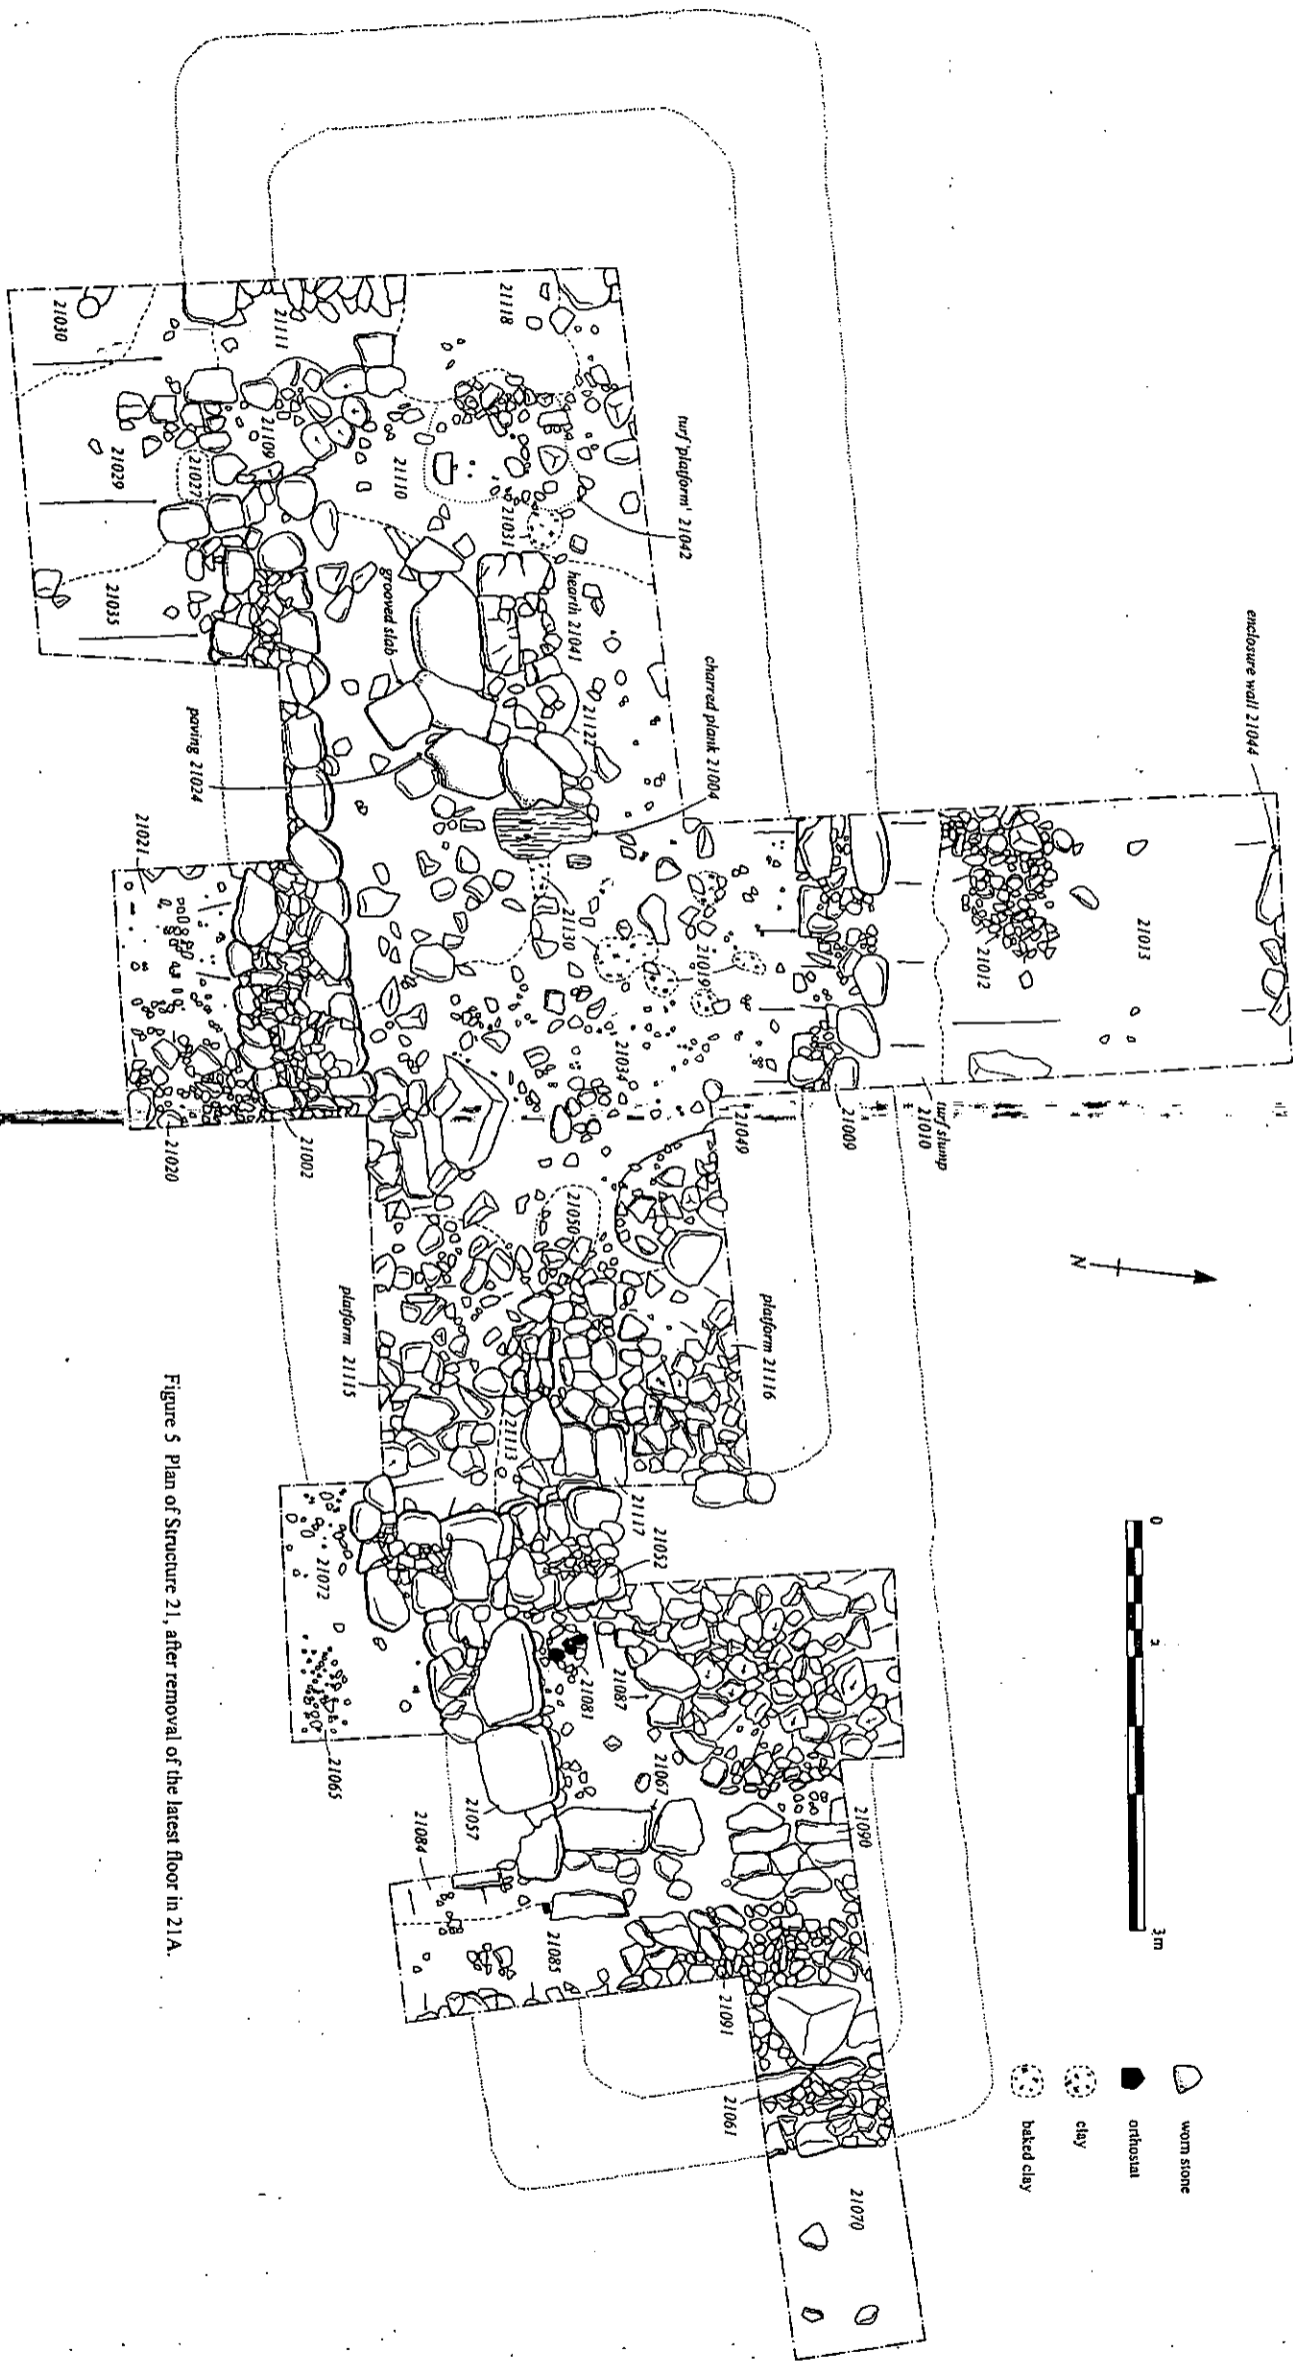 enclosure wall 21044
21013
21012
turf slump
21010
21009
turf 'platform' 21042
charred plank 21004
21118
21111
21030
21109
21110
21027
21029
21031
hearth 21041
21035
grooved slab
21122
paving 21024
21021
21130
21019
21034
21049
21020
21002
21050
platform 21116
platform 21115
21113
21117
21052
21072
21081
21087
21065
21067
21057
21090
21084
21085
21091
21061
21070
N
0
2
3m
worn stone
orthostat
clay
baked clay
Figure 5 Plan of Structure 21, after removal of the latest floor in 21A.